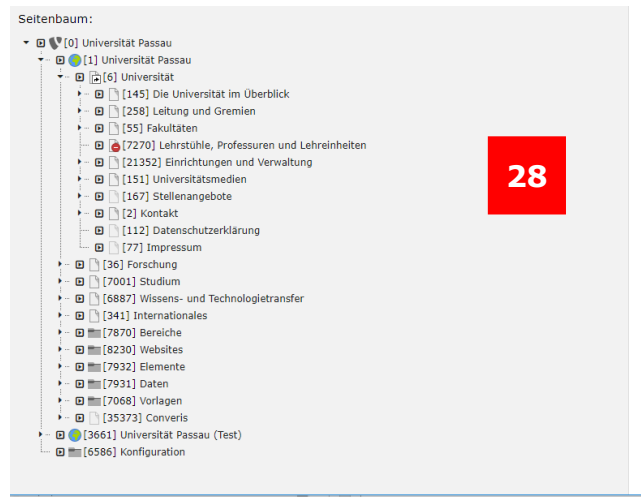 Seitenbaum:
[0] Universität Passau
[1] Universität Passau
[6] Universität
[145] Die Universität im Überblick
[258] Leitung und Gremien
[55] Fakultäten
[7270] Lehrstühle, Professuren und Lehreinheiten
[21352] Einrichtungen und Verwaltung
[151] Universitätsmedien
[167] Stellenangebote
[2] Kontakt
[112] Datenschutzerklärung
[77] Impressum
[36] Forschung
[7001] Studium
[6887] Wissens- und Technologietransfer
[341] Internationales
[7870] Bereiche
[8230] Websites
[7932] Elemente
[7931] Daten
[7068] Vorlagen
[35373] Converis
[3661] Universität Passau (Test)
[6586] Konfiguration
28